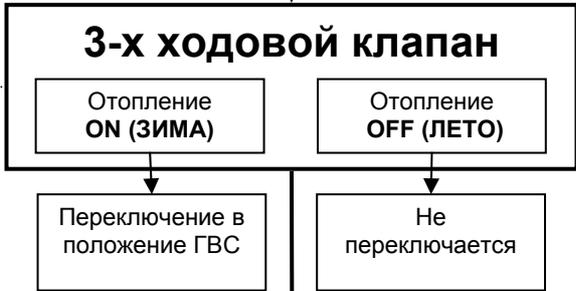 3-х ходовой клапан
Отопление
ON (ЗИМА)
Отопление
OFF (ЛЕТО)
Переключение в
положение ГВС
Не
переключается